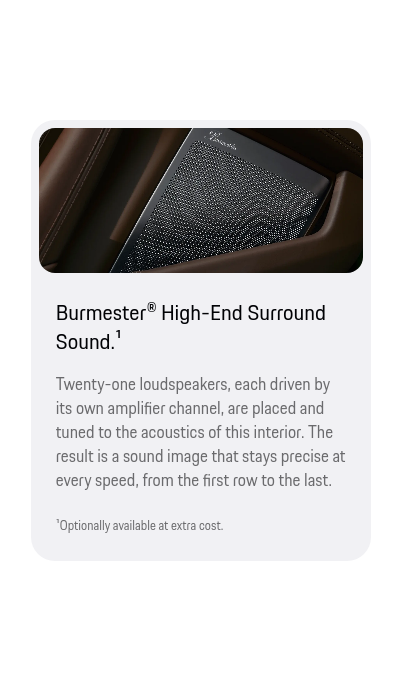 Burmester
Burmester® High-End Surround
Sound.¹
Twenty-one loudspeakers, each driven by
its own amplifier channel, are placed and
tuned to the acoustics of this interior. The
result is a sound image that stays precise at
every speed, from the first row to the last.
¹Optionally available at extra cost.